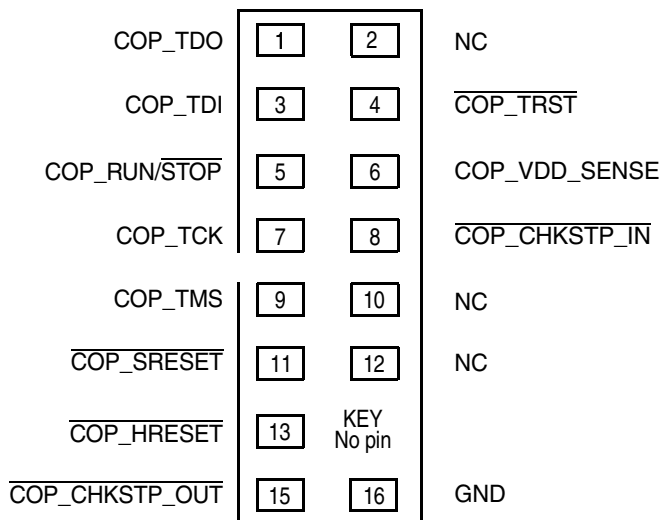 COP_TDO 1 2 NC
COP_TDI 3 4 COP_TRST
COP_RUN/STOP 5 6 COP_VDD_SENSE
COP_TCK 7 8 COP_CHKSTP_IN
COP_TMS 9 10 NC
COP_SRESET 11 12 NC
COP_HRESET 13 KEY
No pin
COP_CHKSTP_OUT 15 16 GND